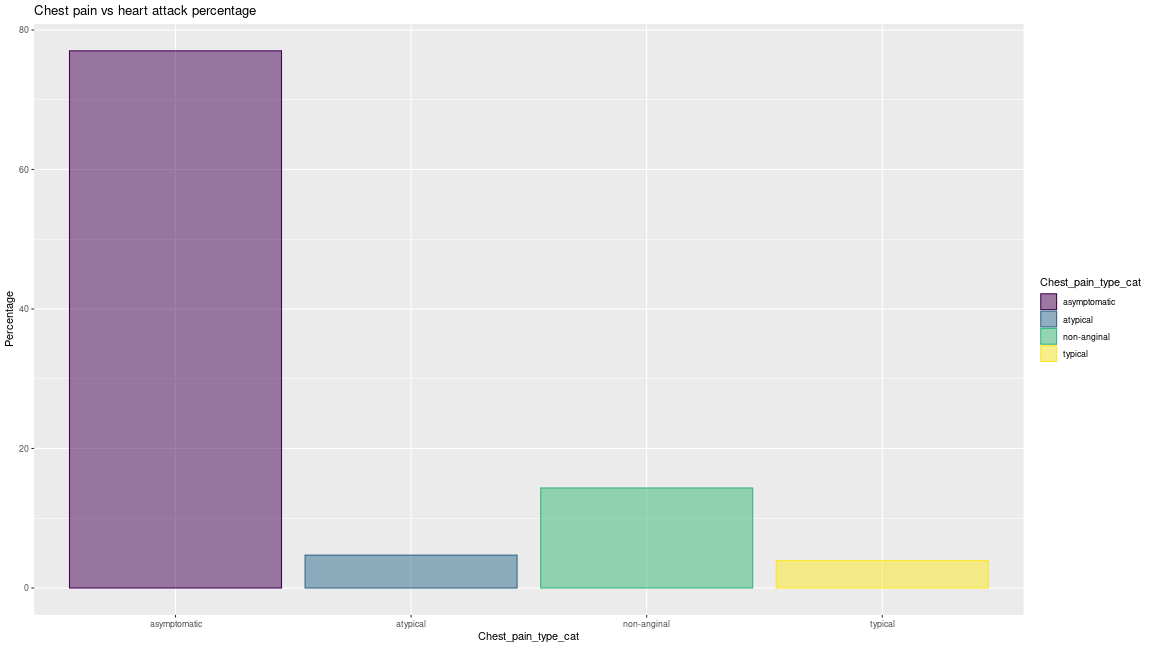 Chest pain vs heart attack percentage
80
60
40
20
0
Percentage
asymptomatic
atypical
non-anginal
typical
Chest_pain_type_cat
Chest_pain_type_cat
asymptomatic
atypical
non-anginal
typical